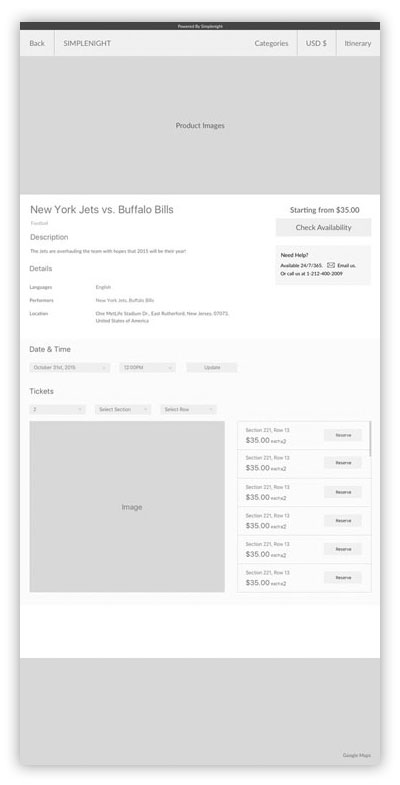 Powered By Simplenight
Back SIMPLENIGHT Categories USD $ Itinerary
Product Images
New York Jets vs. Buffalo Bills
Football
Starting from $35.00
Check Availability
Description
The Jets are overhauling the team with hopes that 2015 will be their year!
Need Help?
Available 24/7/365. Email us.
Or call us at 1-212-400-2009
Details
Languages English
Performers New York Jets, Buffalo Bills
Location One MetLife Stadium Dr., East Rutherford, New Jersey, 07073,
United States of America
Date & Time
October 31st, 2015 12:00PM Update
Tickets
2 Select Section Select Row
Image
Section 221, Row 13
$35.00 each x2 Reserve
Section 221, Row 13
$35.00 each x2 Reserve
Section 221, Row 13
$35.00 each x2 Reserve
Section 221, Row 13
$35.00 each x2 Reserve
Section 221, Row 13
$35.00 each x2 Reserve
Section 221, Row 13
$35.00 each x2 Reserve
Google Maps